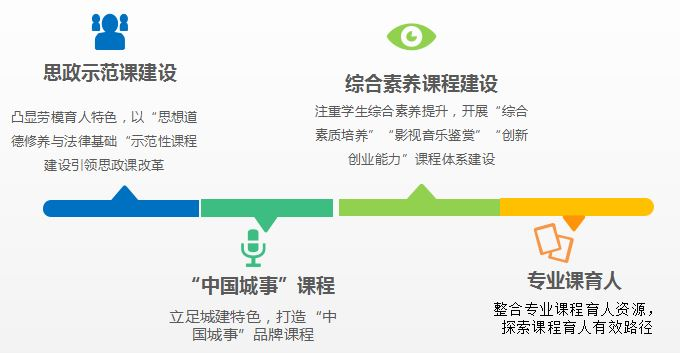 思政示范课建设
凸显劳模育人特色，以“思想道
德修养与法律基础“示范性课程
建设引领思政课改革
综合素养课程建设
注重学生综合素养提升，开展“综合
素质培养”“影视音乐鉴赏”“创新
创业能力”课程体系建设
“中国城事”课程
立足城建特色，打造“中
国城事”品牌课程
专业课育人
整合专业课程育人资源，
探索课程育人有效路径